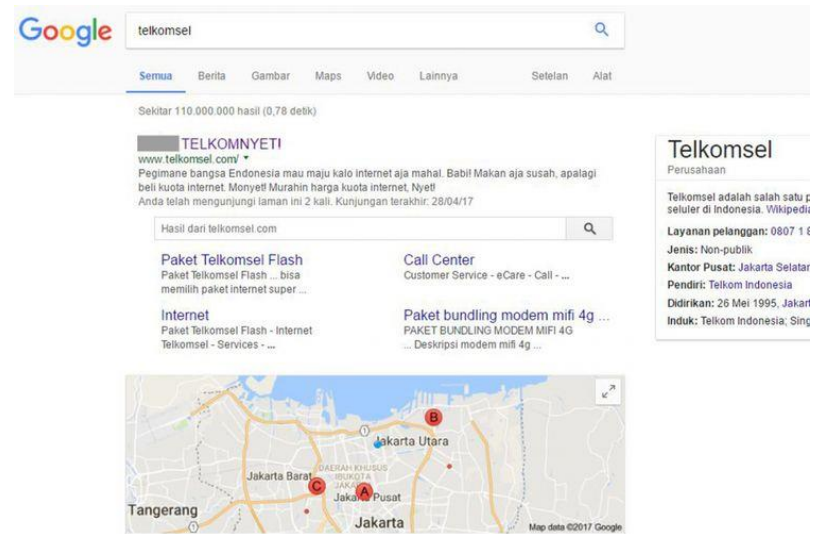 Google
telkomsel
Semua Berita Gambar Maps Video Lainnya Setelan Alat
Sekitar 110.000.000 hasil (0,78 detik)
TELKOMNYET!
www.telkomsel.com/
Pegimane bangsa Endonesia mau maju kalo internet aja mahal. Babi! Makan aja susah, apalagi
beli kuota internet. Monyet! Murahin harga kuota internet, Nyet!
Anda telah mengunjungi laman ini 2 kali. Kunjungan terakhir: 28/04/17
Hasil dari telkomsel.com
Paket Telkomsel Flash
Paket Telkomsel Flash ... bisa
memilih paket internet super ...
Call Center
Customer Service - eCare - Call - ...
Internet
Paket Telkomsel Flash - Internet
Telkomsel - Services - ...
Paket bundling modem mifi 4g ...
PAKET BUNDLING MODEM MIFI 4G
... Deskripsi modem mifi 4g ...
Telkomsel
Perusahaan
Telkomsel adalah salah satu p
seluler di Indonesia. Wikipedia
Layanan pelanggan: 0807 1 8
Jenis: Non-publik
Kantor Pusat: Jakarta Selatan
Pendiri: Telkom Indonesia
Didirikan: 26 Mei 1995, Jakart
Induk: Telkom Indonesia; Sing
B
Jakarta Utara
DAERAH KHUSUS
IBUKOTA
Jakarta Barat
C
A
Pusat
Tangerang
Jakarta
Map data ©2017 Google